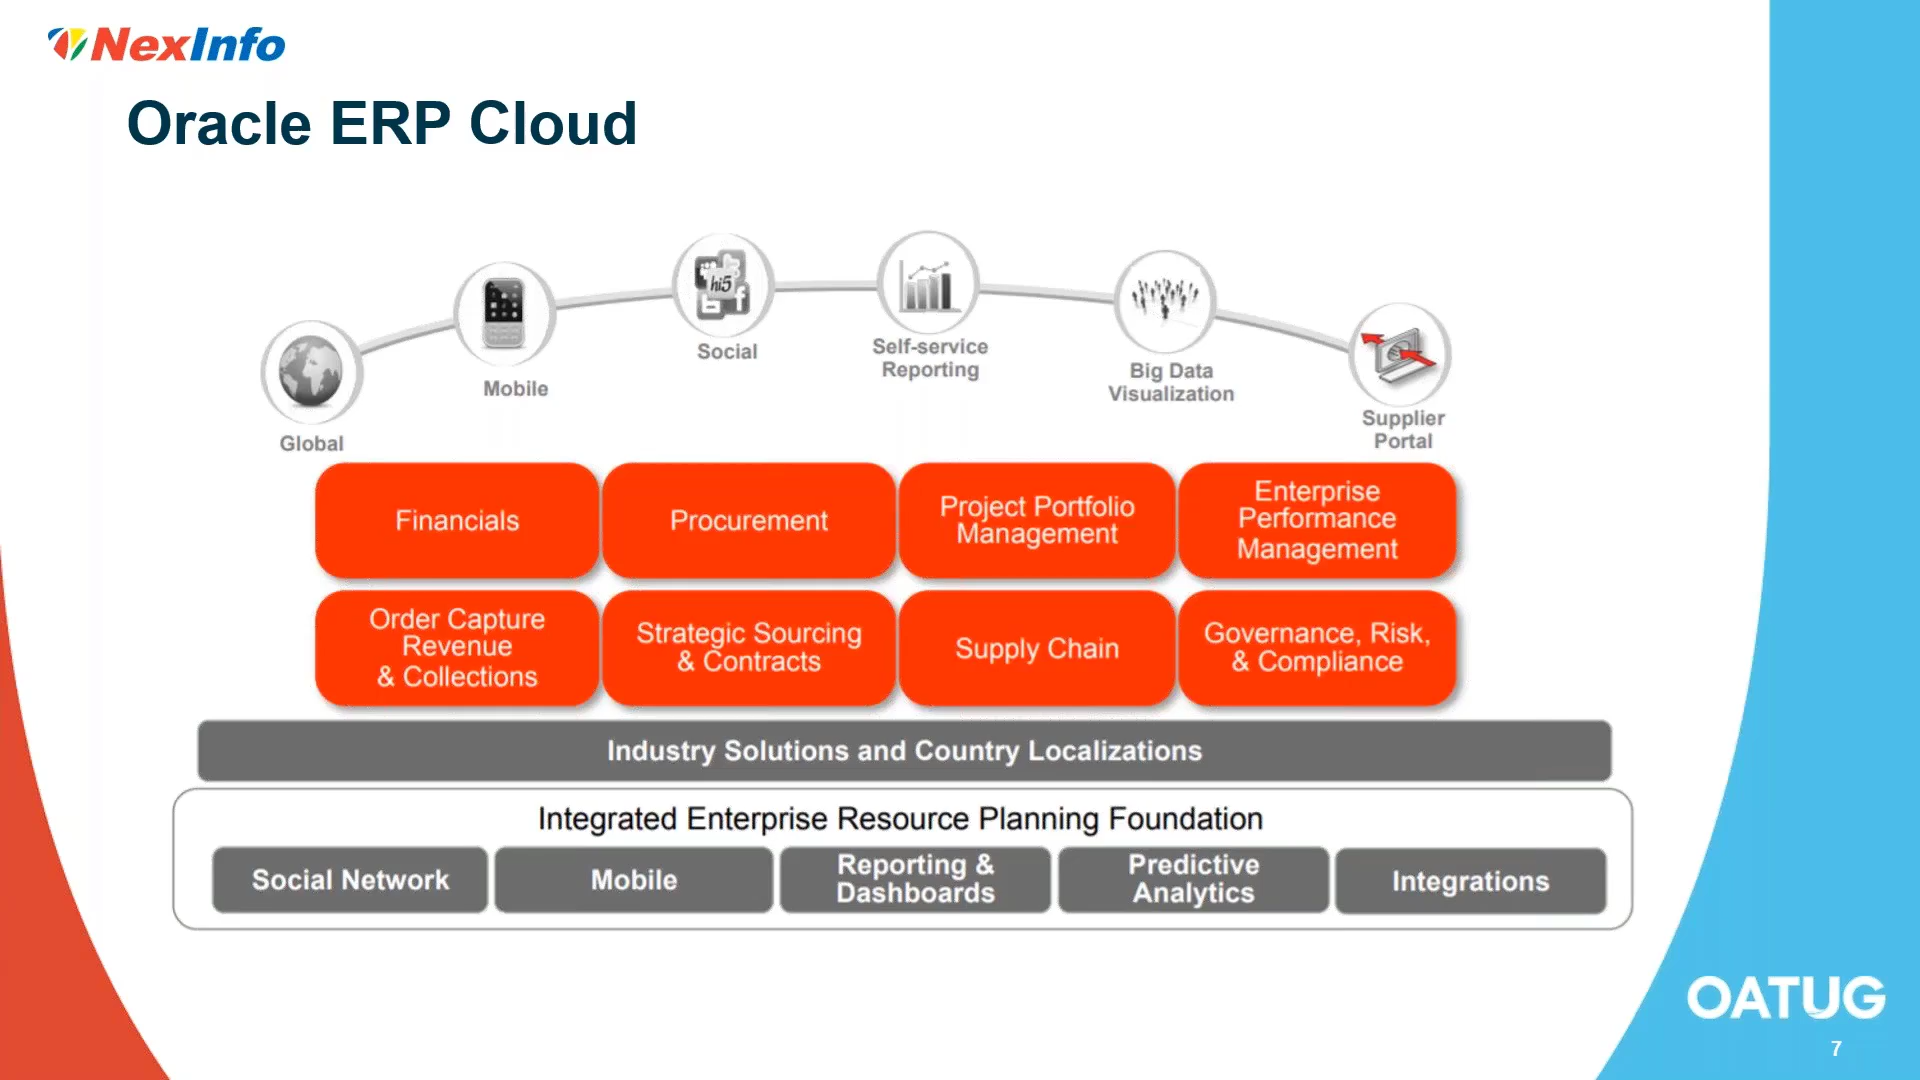 NexInfo
Oracle ERP Cloud
hi5
Global
Mobile
Social
Self-service
Reporting
Big Data
Visualization
Supplier
Portal
Financials
Procurement
Project Portfolio
Management
Enterprise
Performance
Management
Order Capture
Revenue
& Collections
Strategic Sourcing
& Contracts
Supply Chain
Governance, Risk,
& Compliance
Industry Solutions and Country Localizations
Integrated Enterprise Resource Planning Foundation
Social Network
Mobile
Reporting &
Dashboards
Predictive
Analytics
Integrations
OATUG
7